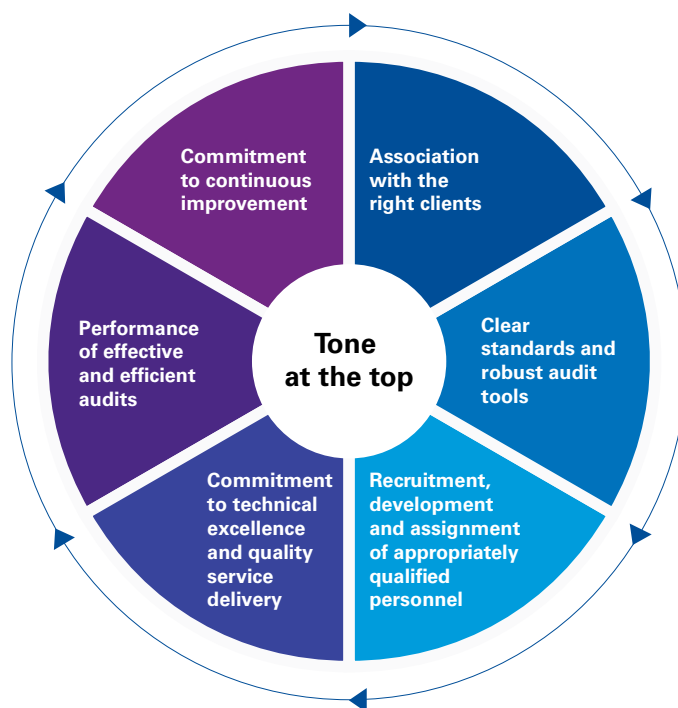 Commitment
to continuous
improvement
Association
with the
right clients
Performance
of effective
and efficient
audits
Tone
at the top
Clear
standards and
robust audit
tools
Commitment
to technical
excellence
and quality
service
delivery
Recruitment,
development
and assignment
of appropriately
qualified
personnel